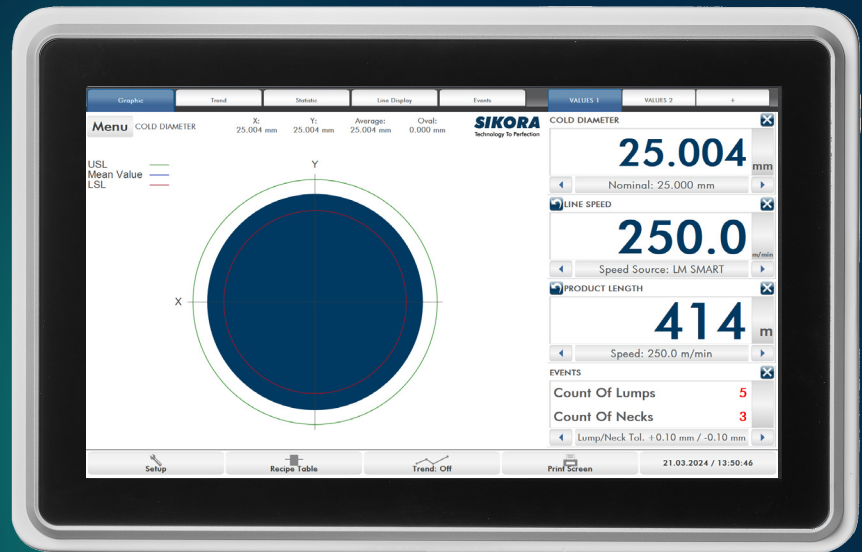 Graphic Trend Statistic Line Display Events VALUES 1 VALUES 2 +
Menu COLD DIAMETER
X: Y: Average: Oval:
25.004 mm 25.004 mm 25.004 mm 0.000 mm
SIKORA
Technology To Perfection
USL
Mean Value
LSL
Y
X
COLD DIAMETER
25.004 mm
Nominal: 25.000 mm
LINE SPEED
250.0 m/min
Speed Source: LM SMART
PRODUCT LENGTH
414 m
Speed: 250.0 m/min
EVENTS
Count Of Lumps 5
Count Of Necks 3
Lump/Neck Tol. +0.10 mm / -0.10 mm
Setup Recipe Table Trend: Off Print Screen 21.03.2024 / 13:50:46